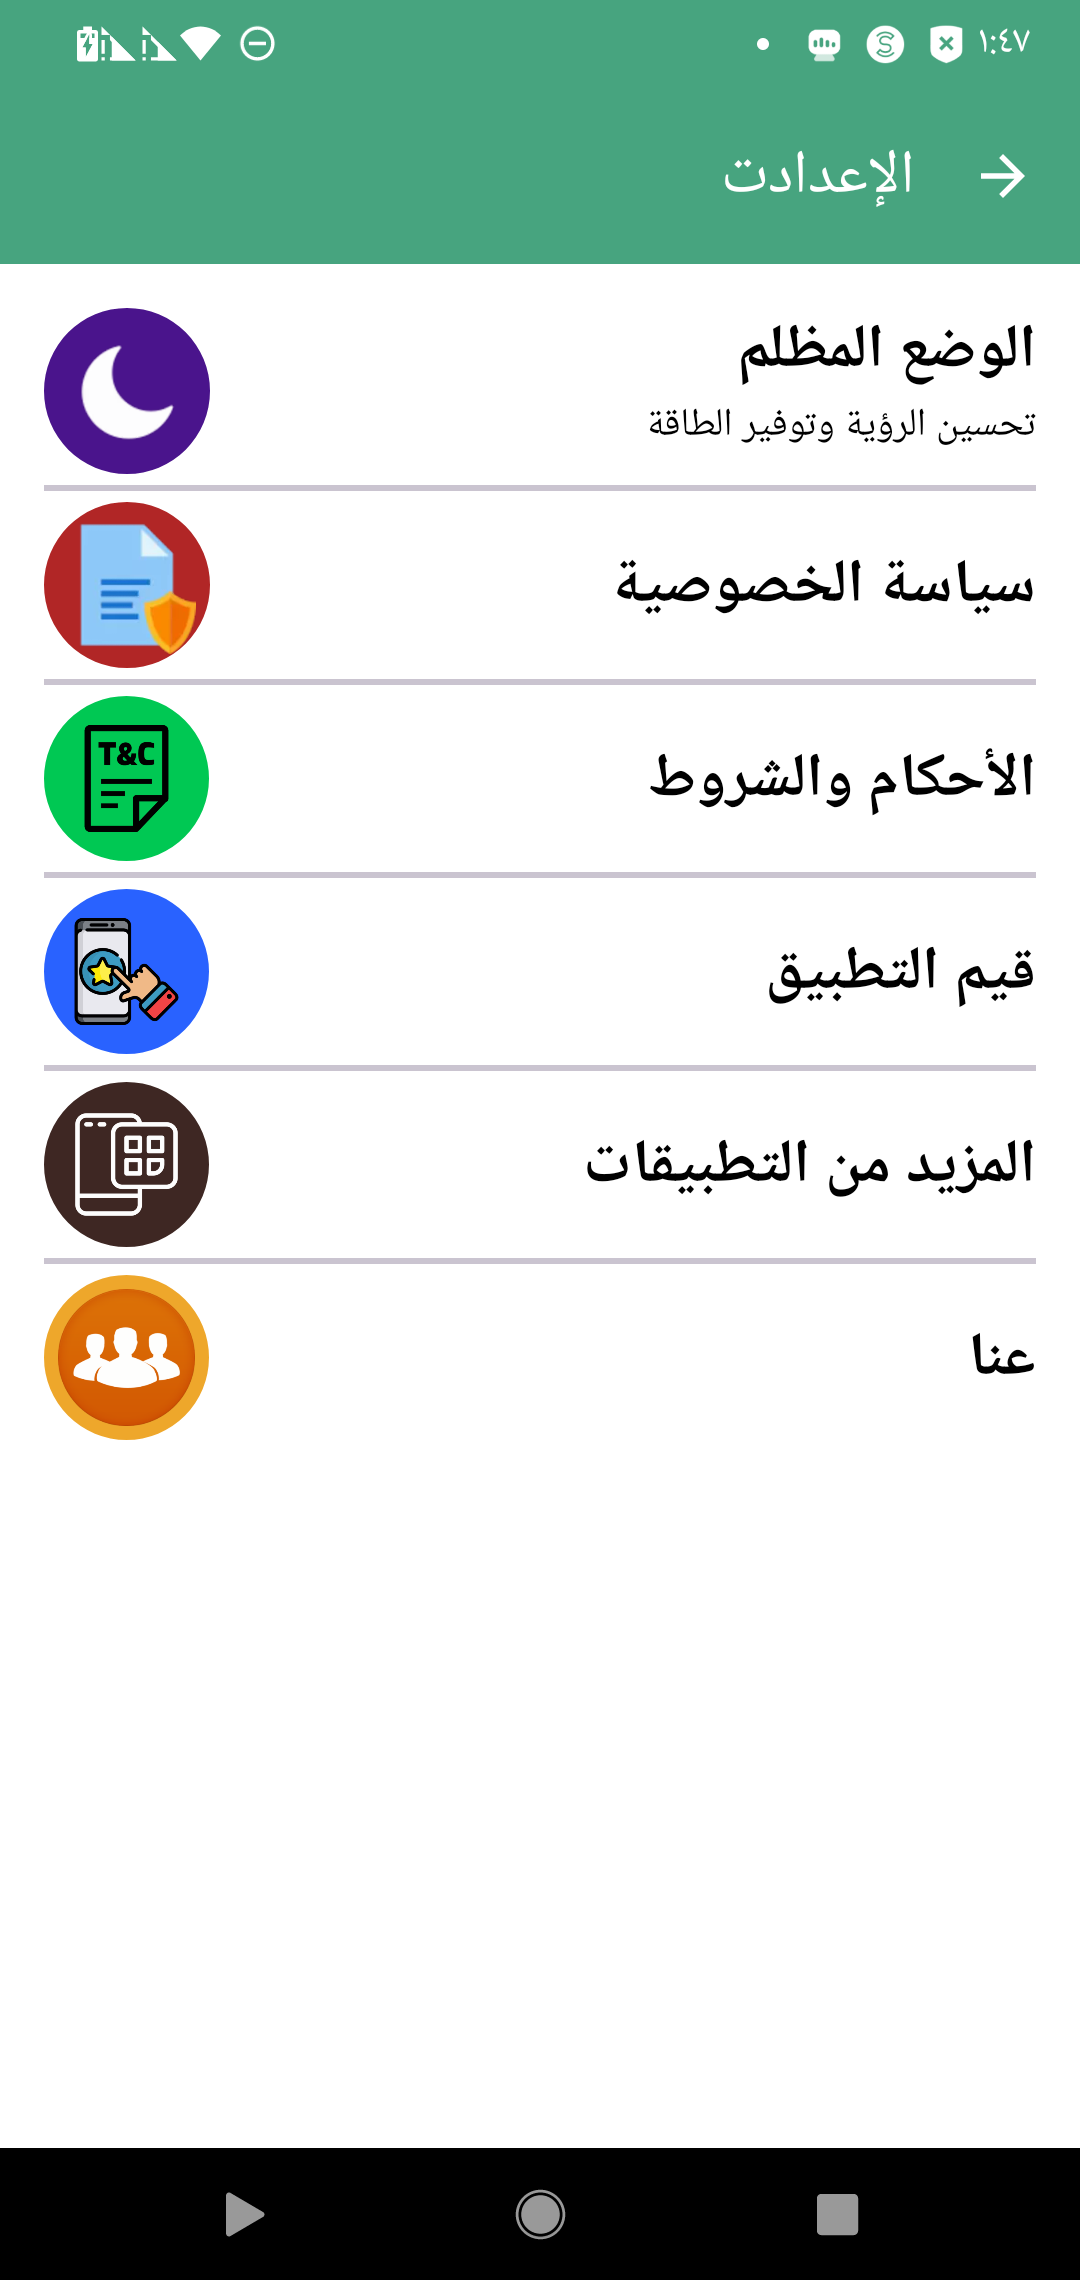 ١:٤٧
الإعدادت
الوضع المظلم
تحسين الرؤية وتوفير الطاقة
سياسة الخصوصية
T&C
الأحكام والشروط
قيم التطبيق
المزيد من التطبيقات
عنا